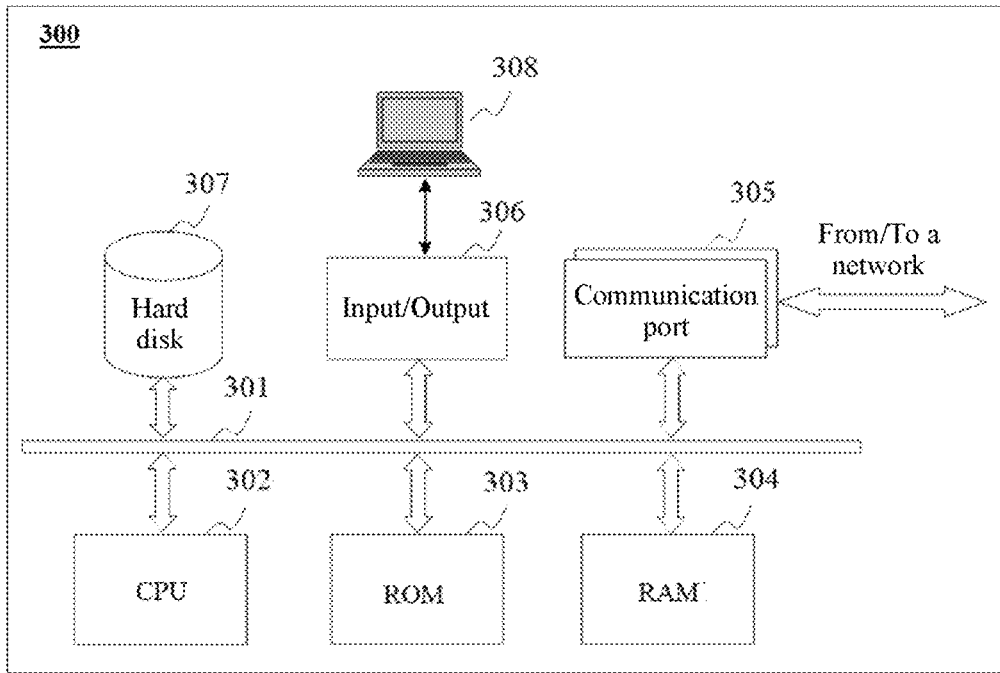 300
308
307
306
305
From/To a
network
Hard
disk
Input/Output
Communication
port
301
302
303
304
CPU
ROM
RAM